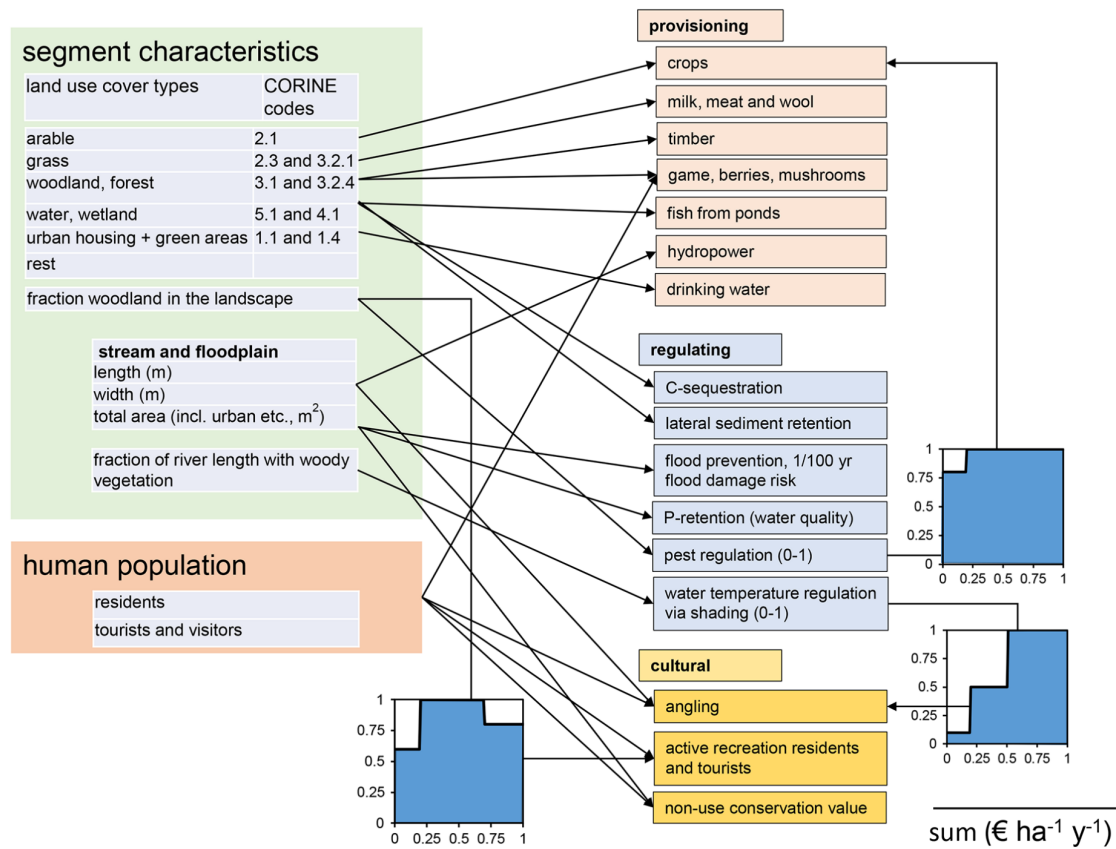 segment characteristics
land use cover types CORINE
codes
arable 2.1
grass 2.3 and 3.2.1
woodland, forest 3.1 and 3.2.4
water, wetland 5.1 and 4.1
urban housing + green areas 1.1 and 1.4
rest
fraction woodland in the landscape
stream and floodplain
length (m)
width (m)
total area (incl. urban etc., m²)
fraction of river length with woody
vegetation
human population
residents
tourists and visitors
1
0.75
0.5
0.25
0
0 0.25 0.5 0.75 1
provisioning
crops
milk, meat and wool
timber
game, berries, mushrooms
fish from ponds
hydropower
drinking water
regulating
C-sequestration
lateral sediment retention
flood prevention, 1/100 yr
flood damage risk
P-retention (water quality)
pest regulation (0-1)
water temperature regulation
via shading (0-1)
cultural
angling
active recreation residents
and tourists
non-use conservation value
1
0.75
0.5
0.25
0
0 0.25 0.5 0.75 1
1
0.75
0.5
0.25
0
0 0.25 0.5 0.75 1
sum (€ ha⁻¹ y⁻¹)